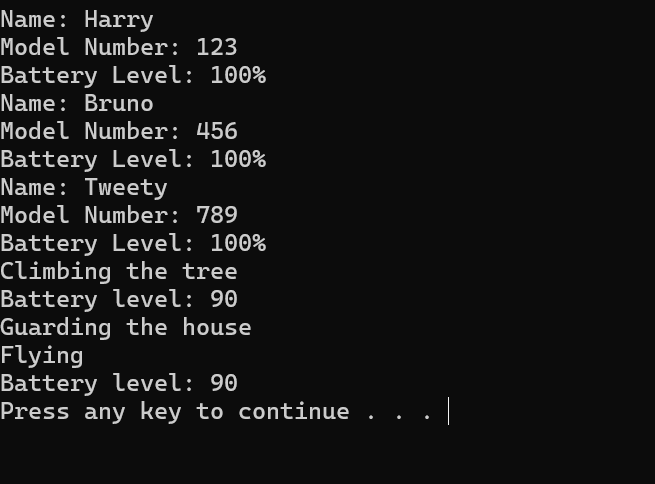 Name: Harry
Model Number: 123
Battery Level: 100%
Name: Bruno
Model Number: 456
Battery Level: 100%
Name: Tweety
Model Number: 789
Battery Level: 100%
Climbing the tree
Battery level: 90
Guarding the house
Flying
Battery level: 90
Press any key to continue . . .